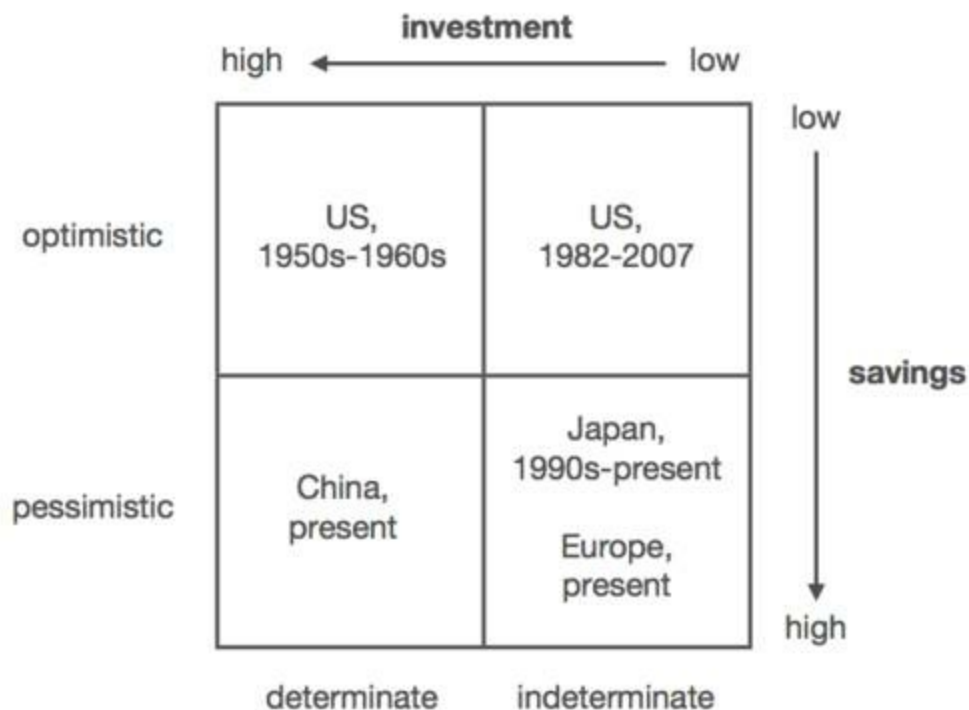 investment
high low
low
optimistic
US,
1950s-1960s
US,
1982-2007
savings
pessimistic
China,
present
Japan,
1990s-present
Europe,
present
high
determinate indeterminate